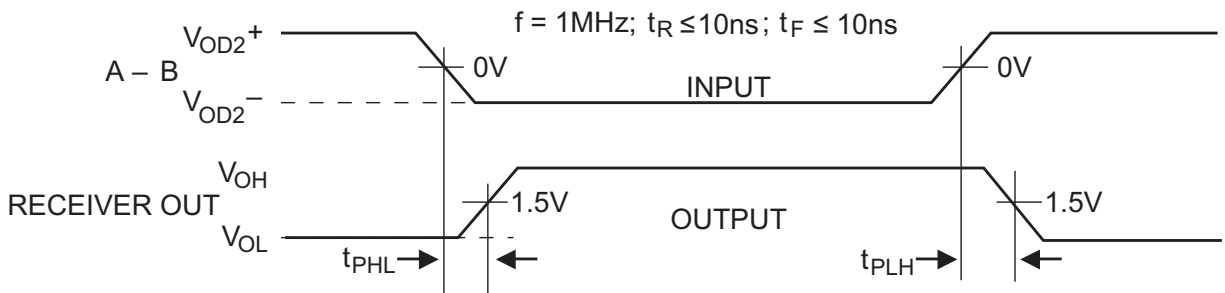 f = 1MHz; tR ≤10ns; tF ≤ 10ns
VOD2+
A – B
0V
INPUT
0V
VOD2–
VOH
RECEIVER OUT
1.5V
OUTPUT
1.5V
VOL
tPHL
tPLH